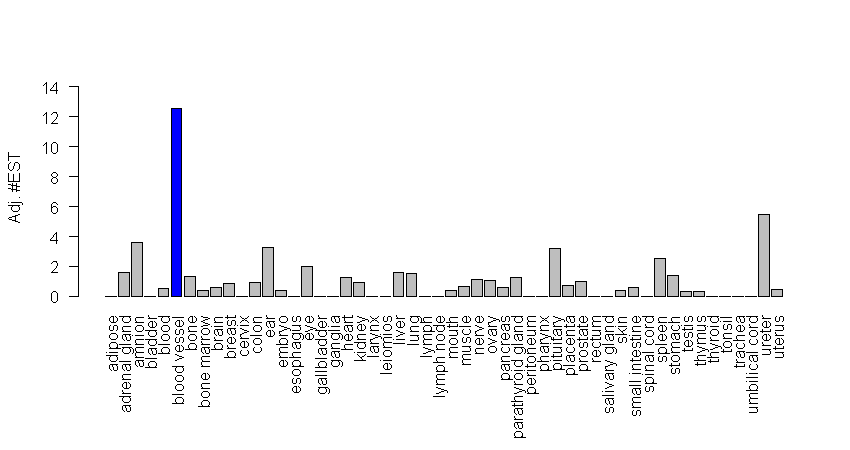 14
12
10
8
6
4
2
0
Adj. #EST
adipose
adrenal gland
amnion
bladder
blood
blood vessel
bone
bone marrow
brain
breast
cervix
colon
ear
embryo
esophagus
eye
gallbladder
ganglia
heart
kidney
larynx
leiomios
liver
lung
lymph
lymph node
mouth
muscle
nerve
ovary
pancreas
parathyroid gland
peritoneum
pharynx
pituitary
placenta
prostate
rectum
salivary gland
skin
small intestine
spinal cord
spleen
stomach
testis
thymus
thyroid
tonsil
trachea
umbilical cord
ureter
uterus